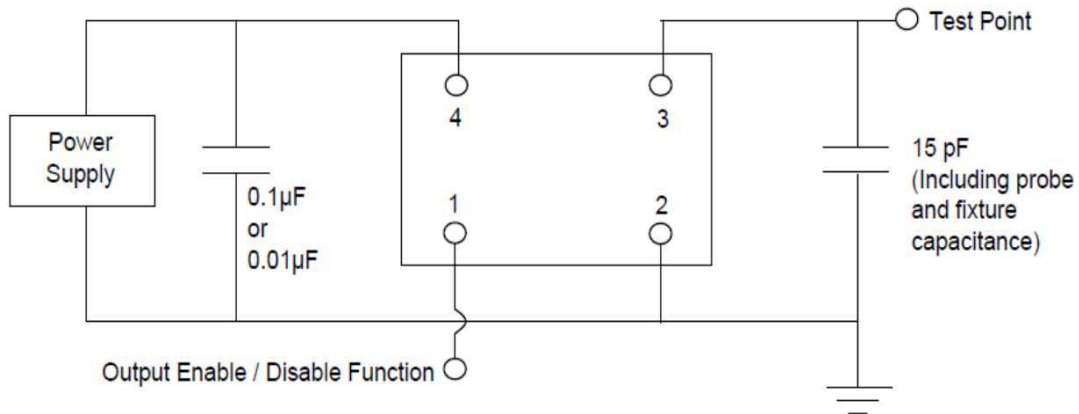 Test Point
4
3
Power
Supply
15 pF
(Including probe
and fixture
capacitance)
0.1µF
or
0.01µF
1
2
Output Enable / Disable Function